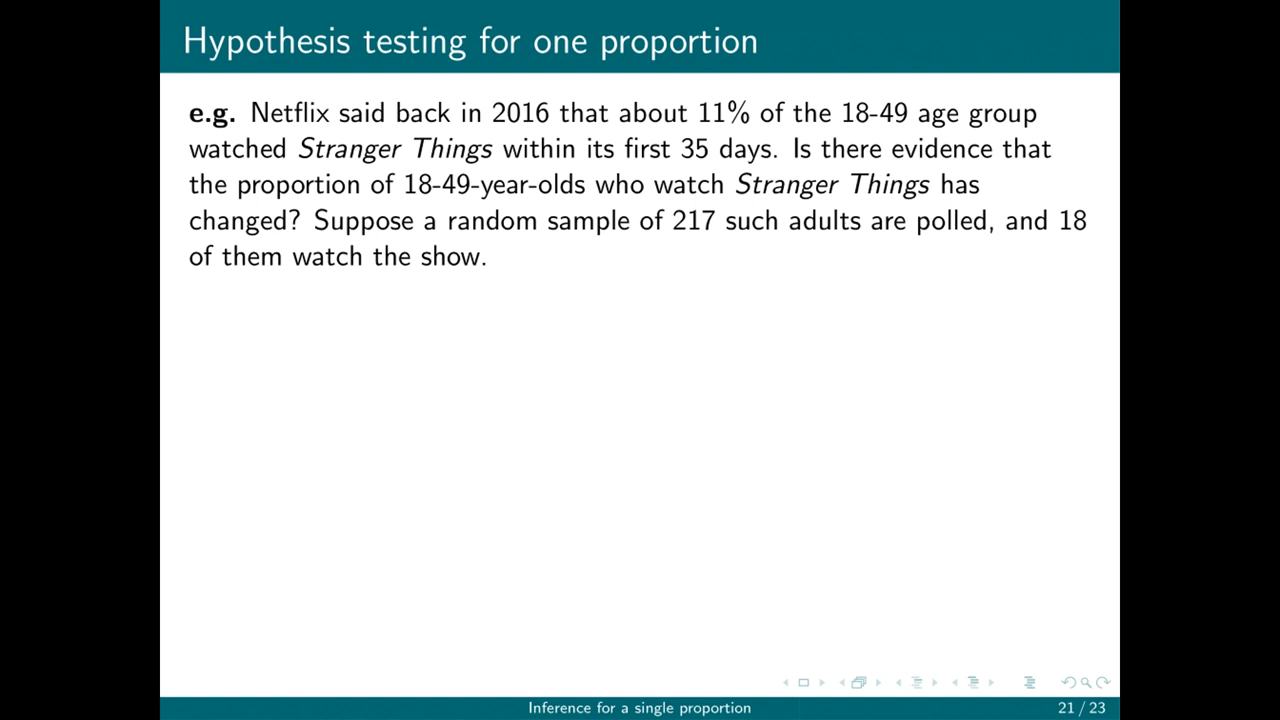 Hypothesis testing for one proportion
e.g. Netflix said back in 2016 that about 11% of the 18-49 age group
watched Stranger Things within its first 35 days. Is there evidence that
the proportion of 18-49-year-olds who watch Stranger Things has
changed? Suppose a random sample of 217 such adults are polled, and 18
of them watch the show.
Inference for a single proportion
21 / 23